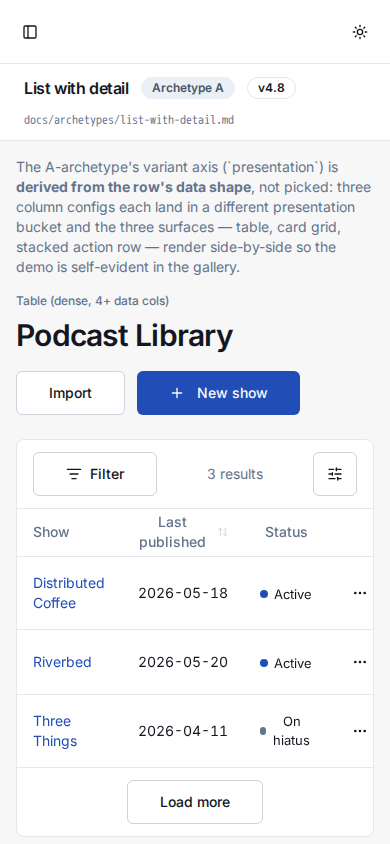 List with detail Archetype A v4.8
docs/archetypes/list-with-detail.md
The A-archetype's variant axis (`presentation`) is
derived from the row's data shape, not picked: three
column configs each land in a different presentation
bucket and the three surfaces — table, card grid,
stacked action row — render side-by-side so the
demo is self-evident in the gallery.
Table (dense, 4+ data cols)
Podcast Library
Import New show
Filter 3 results
Show Last published Status
Distributed Coffee 2026-05-18 Active
Riverbed 2026-05-20 Active
Three Things 2026-04-11 On hiatus
Load more